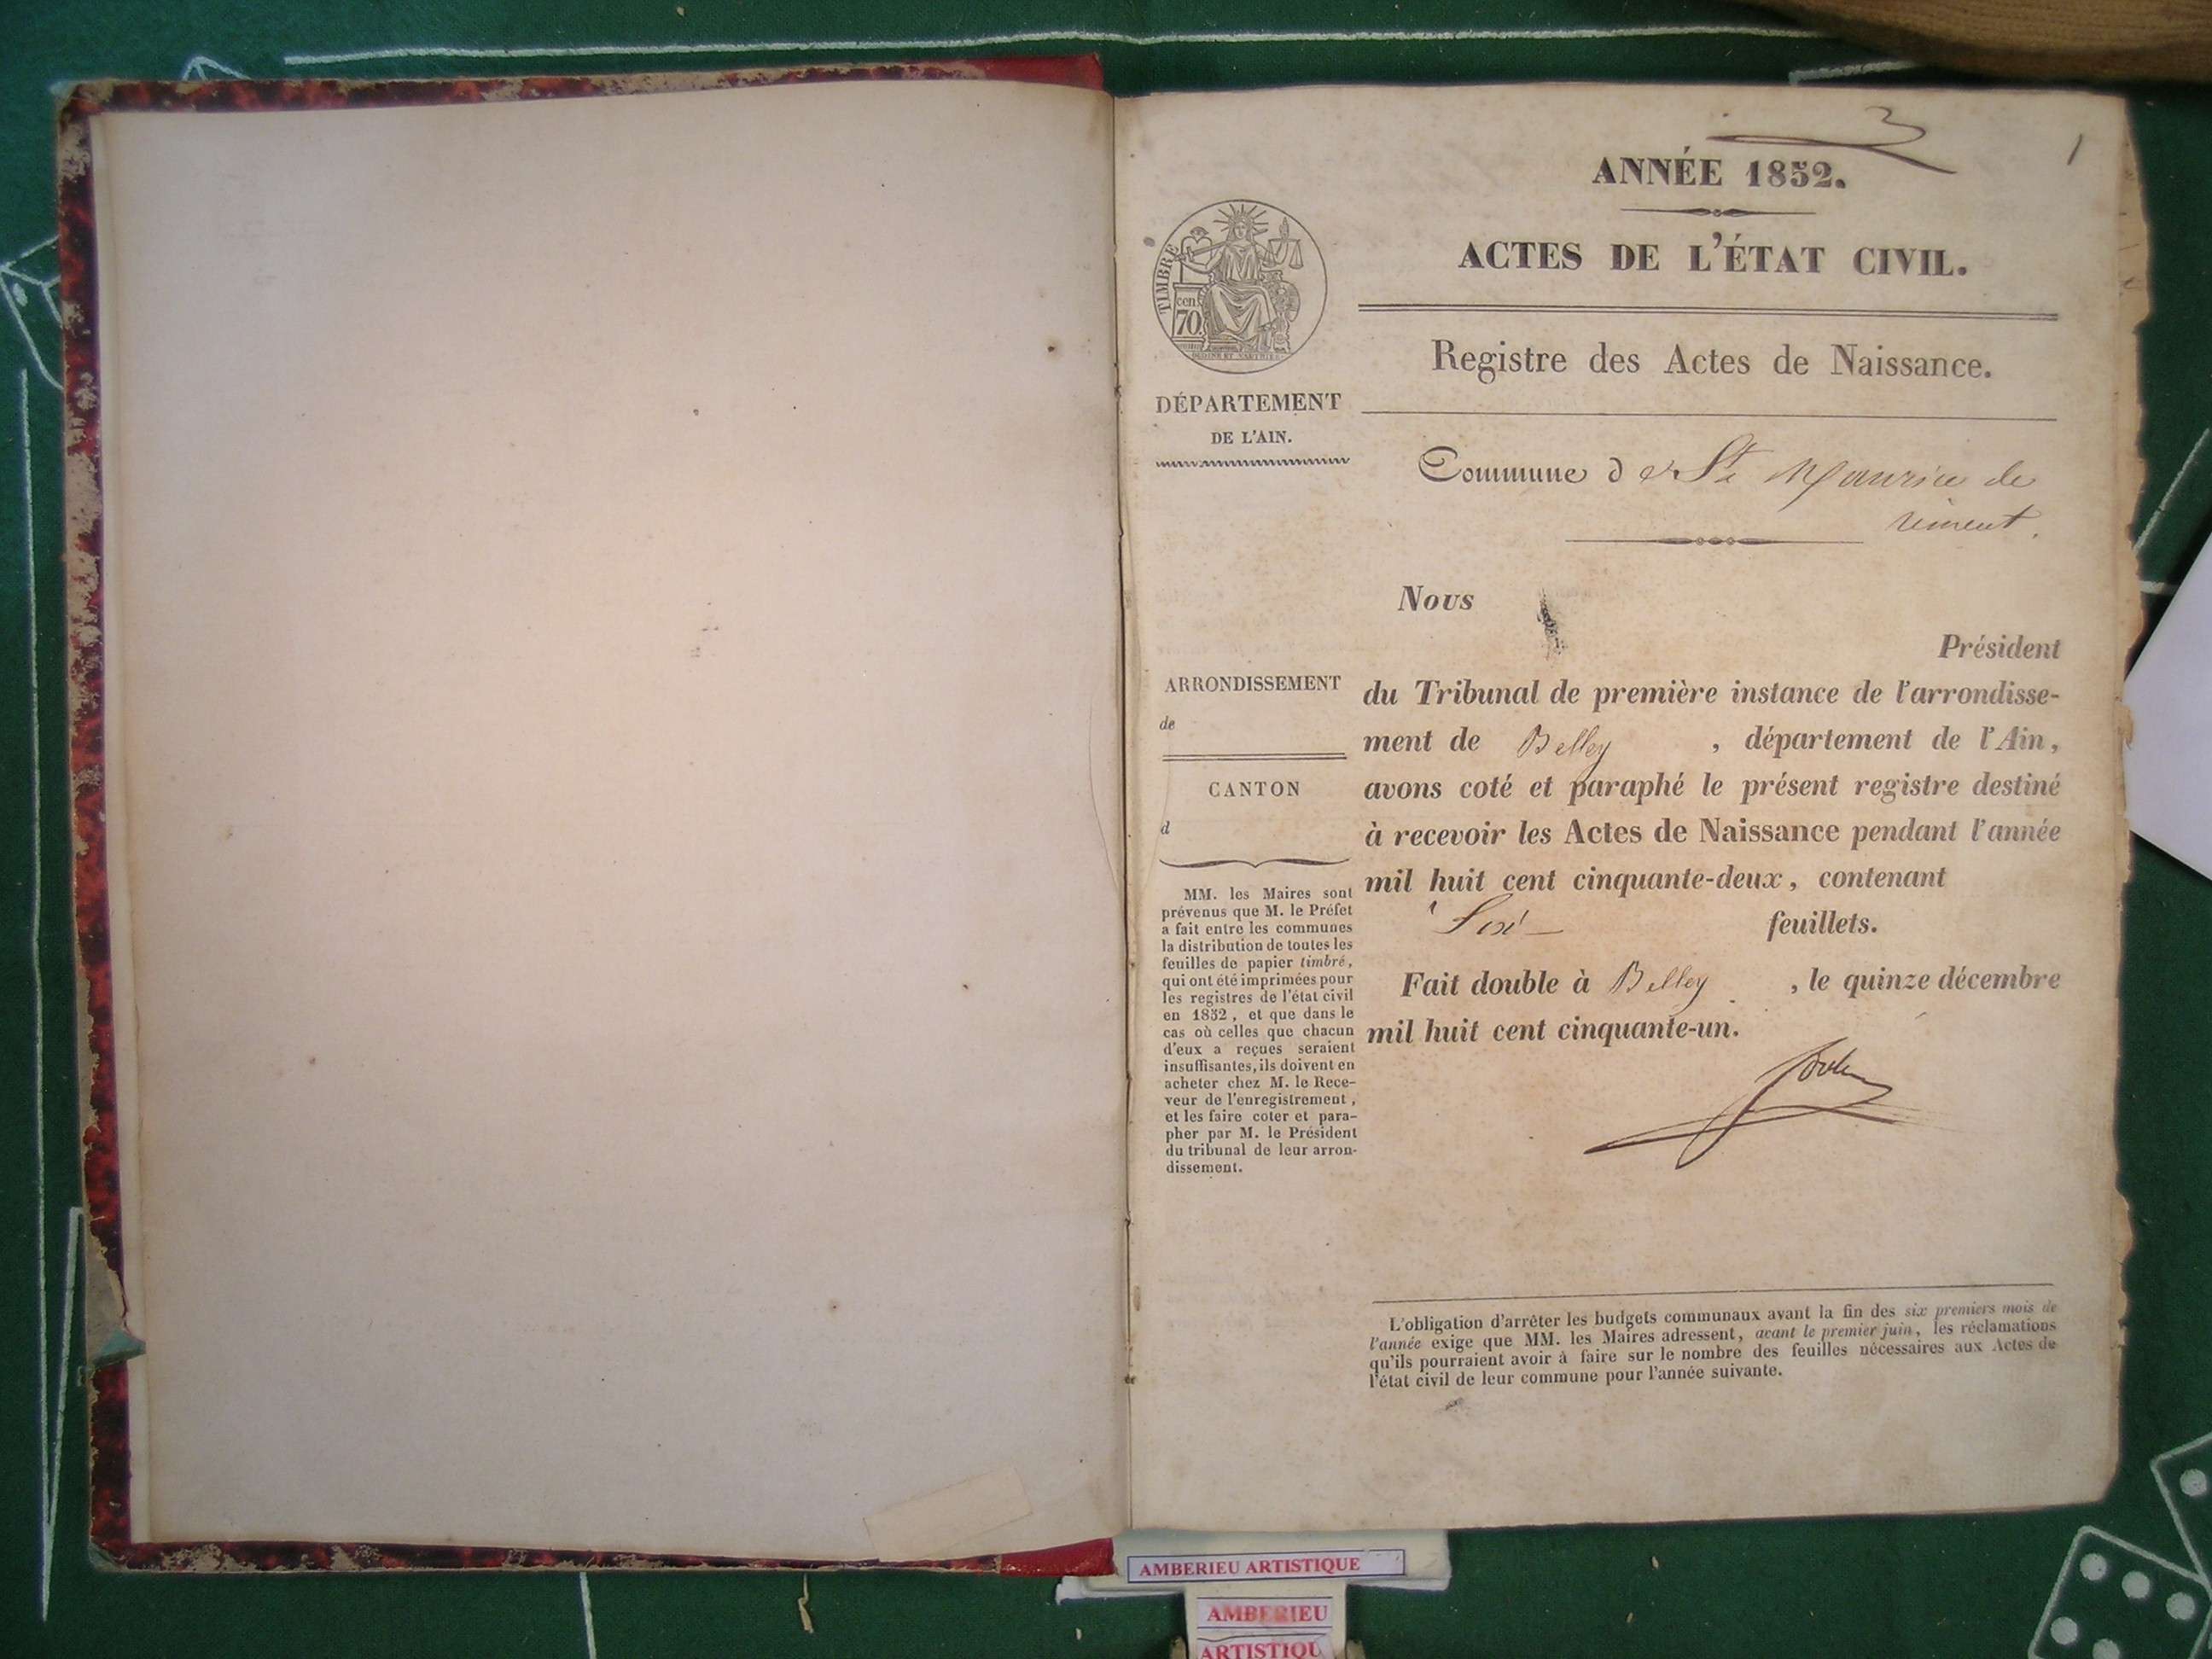 1
ANNÉE 1852.
ACTES DE L'ÉTAT CIVIL.
Registre des Actes de Naissance.
TIMBRE
cen.
70.
DÉPARTEMENT
DE L'AIN.
Commune de St Maurice de
rément.
Nous
Président
du Tribunal de première instance de l'arrondisse-
ment de Belley , département de l'Ain,
avons coté et paraphé le présent registre destiné
à recevoir les Actes de Naissance pendant l'année
mil huit cent cinquante-deux, contenant
Six feuillets.
Fait double à Belley , le quinze décembre
mil huit cent cinquante-un.
ARRONDISSEMENT
de
CANTON
d
MM. les Maires sont
prévenus que M. le Préfet
a fait entre les communes
la distribution de toutes les
feuilles de papier timbré,
qui ont été imprimées pour
les registres de l'état civil
en 1852, et que dans le
cas où celles que chacun
d'eux a reçues seraient
insuffisantes, ils doivent en
acheter chez M. le Rece-
veur de l'enregistrement,
et les faire coter et para-
pher par M. le Président
du tribunal de leur arron-
dissement.
L'obligation d'arrêter les budgets communaux avant la fin des six premiers mois de
l'année exige que MM. les Maires adressent, avant le premier juin, les réclamations
qu'ils pourraient avoir à faire sur le nombre des feuilles nécessaires aux Actes de
l'état civil de leur commune pour l'année suivante.
AMBERIEU ARTISTIQUE
AMBERIEU
ARTISTIQU